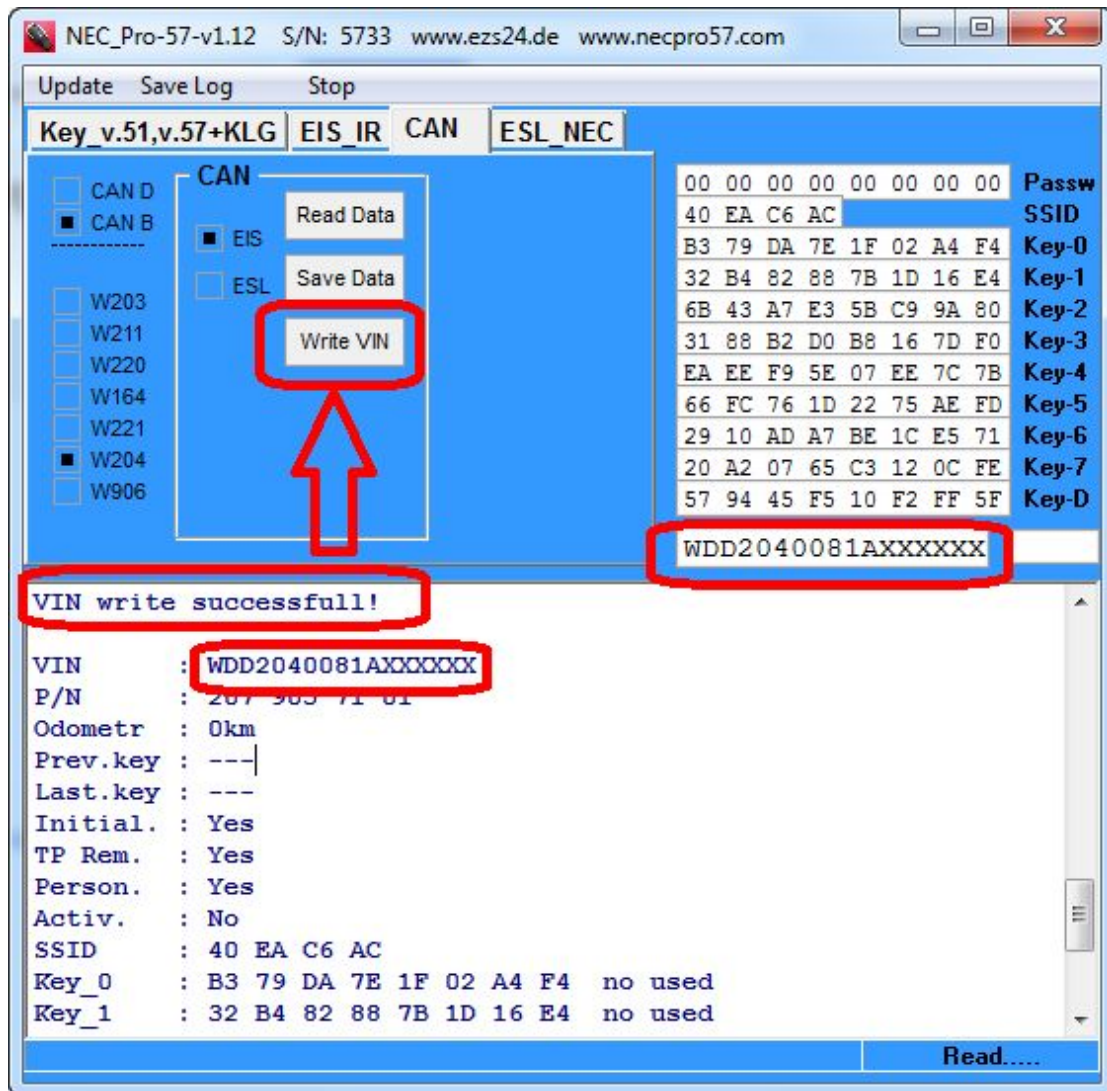 NEC_Pro-57-v1.12 S/N: 5733 www.ezs24.de www.necpro57.com
Update Save Log Stop
Key_v.51,v.57+KLG EIS_IR CAN ESL_NEC
CAN D
CAN B
------------
W203
W211
W220
W164
W221
W204
W906
CAN
EIS
ESL
Read Data
Save Data
Write VIN
00 00 00 00 00 00 00 00 Passw
40 EA C6 AC SSID
B3 79 DA 7E 1F 02 A4 F4 Key-0
32 B4 82 88 7B 1D 16 E4 Key-1
6B 43 A7 E3 5B C9 9A 80 Key-2
31 88 B2 D0 B8 16 7D F0 Key-3
EA EE F9 5E 07 EE 7C 7B Key-4
66 FC 76 1D 22 75 AE FD Key-5
29 10 AD A7 BE 1C E5 71 Key-6
20 A2 07 65 C3 12 0C FE Key-7
57 94 45 F5 10 F2 FF 5F Key-D
WDD2040081AXXXXXX
VIN write successfull!
VIN : WDD2040081AXXXXXX
P/N :
Odometr : 0km
Prev.key : ---
Last.key : ---
Initial. : Yes
TP Rem. : Yes
Person. : Yes
Activ. : No
SSID : 40 EA C6 AC
Key_0 : B3 79 DA 7E 1F 02 A4 F4 no used
Key_1 : 32 B4 82 88 7B 1D 16 E4 no used
Read.....